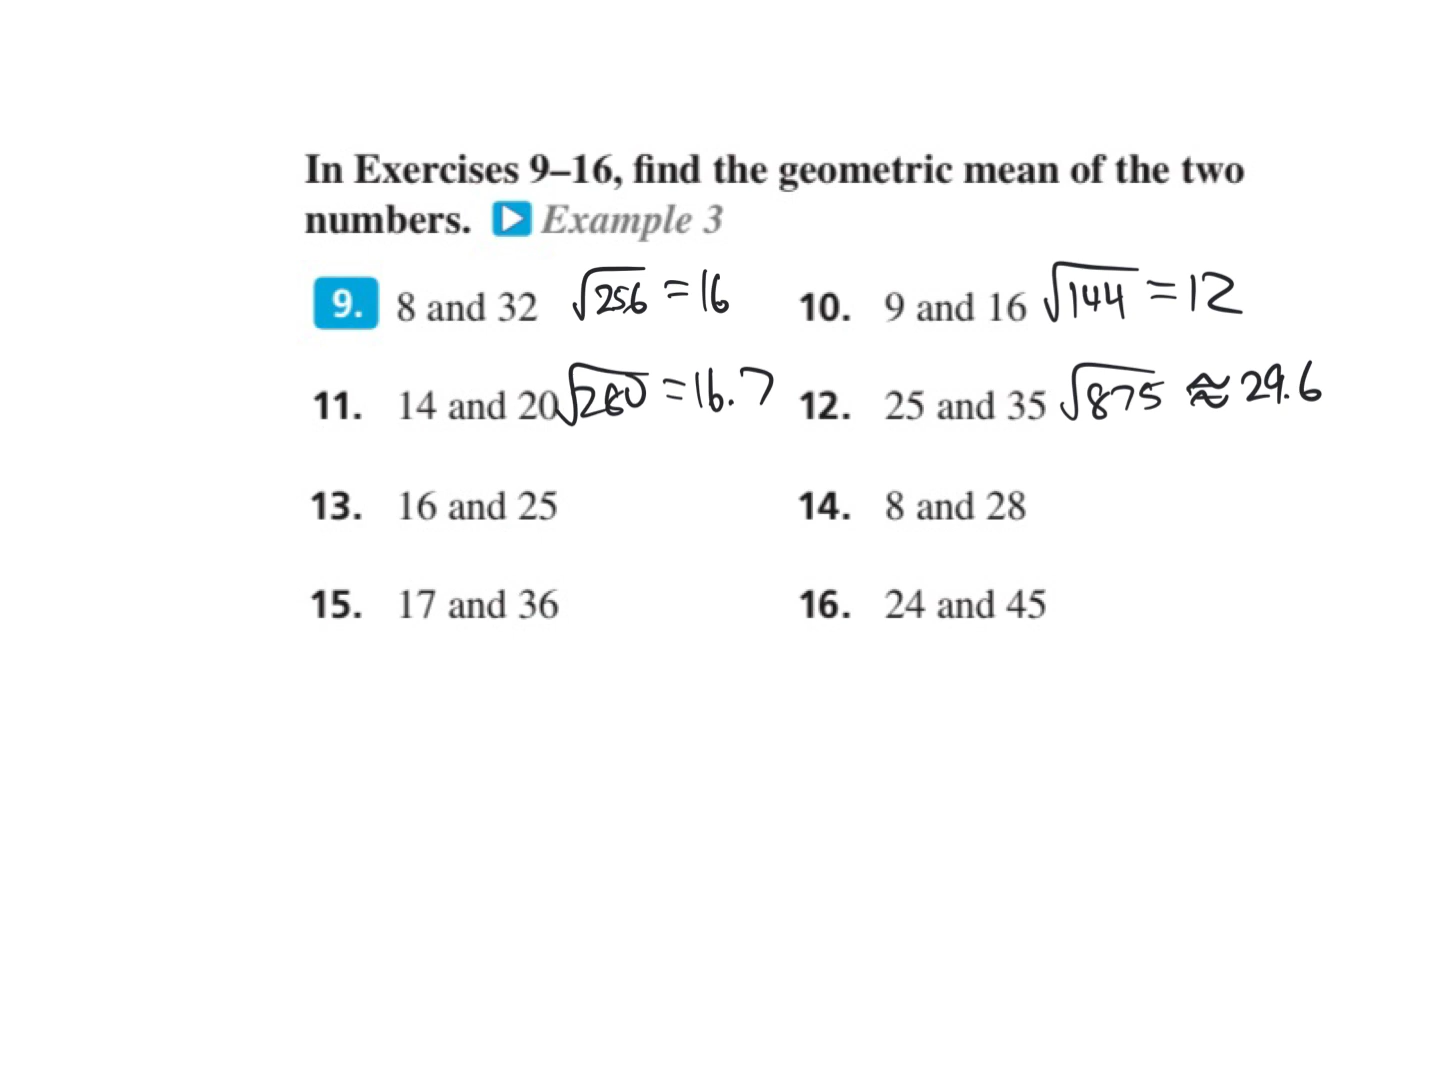 In Exercises 9–16, find the geometric mean of the two
numbers. Example 3
9. 8 and 32 √256 = 16 10. 9 and 16 √144 = 12
11. 14 and 20 √280 = 16.7 12. 25 and 35 √875 ≈ 29.6
13. 16 and 25 14. 8 and 28
15. 17 and 36 16. 24 and 45